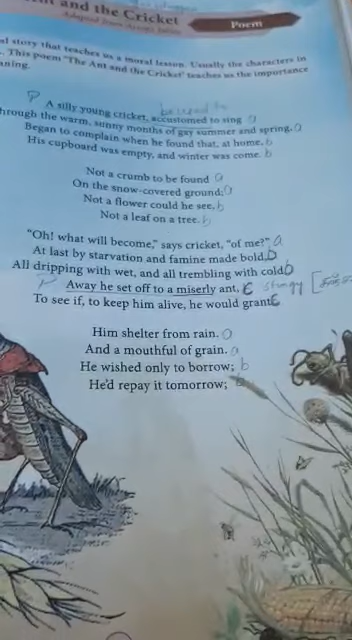 and the Cricket
Adapted from Aesop's Fables
Poem
al story that teaches us a moral lesson. Usually the characters in
. This poem "The Ant and the Cricket" teaches us the importance
A silly young cricket, accustomed to sing a
hrough the warm, sunny months of gay summer and spring. a
Began to complain when he found that, at home, b
His cupboard was empty, and winter was come. b
Not a crumb to be found a
On the snow-covered ground; a
Not a flower could he see, b
Not a leaf on a tree. b
"Oh! what will become," says cricket, "of me?" a
At last by starvation and famine made bold, b
All dripping with wet, and all trembling with cold b
Away he set off to a miserly ant, c stingy
To see if, to keep him alive, he would grant c
Him shelter from rain. a
And a mouthful of grain. a
He wished only to borrow; b
He'd repay it tomorrow; b